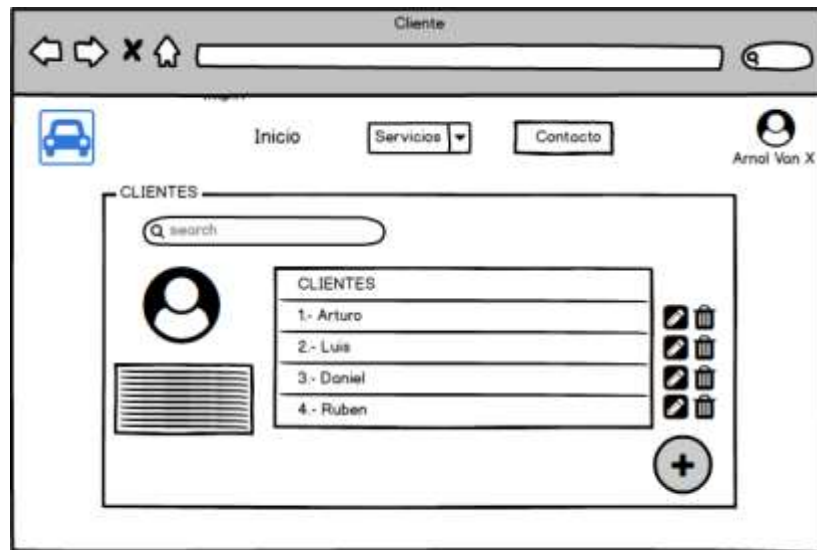 Cliente
Inicio
Servicios
Contacto
Arnol Van X
CLIENTES
search
CLIENTES
1.- Arturo
2.- Luis
3.- Daniel
4.- Ruben